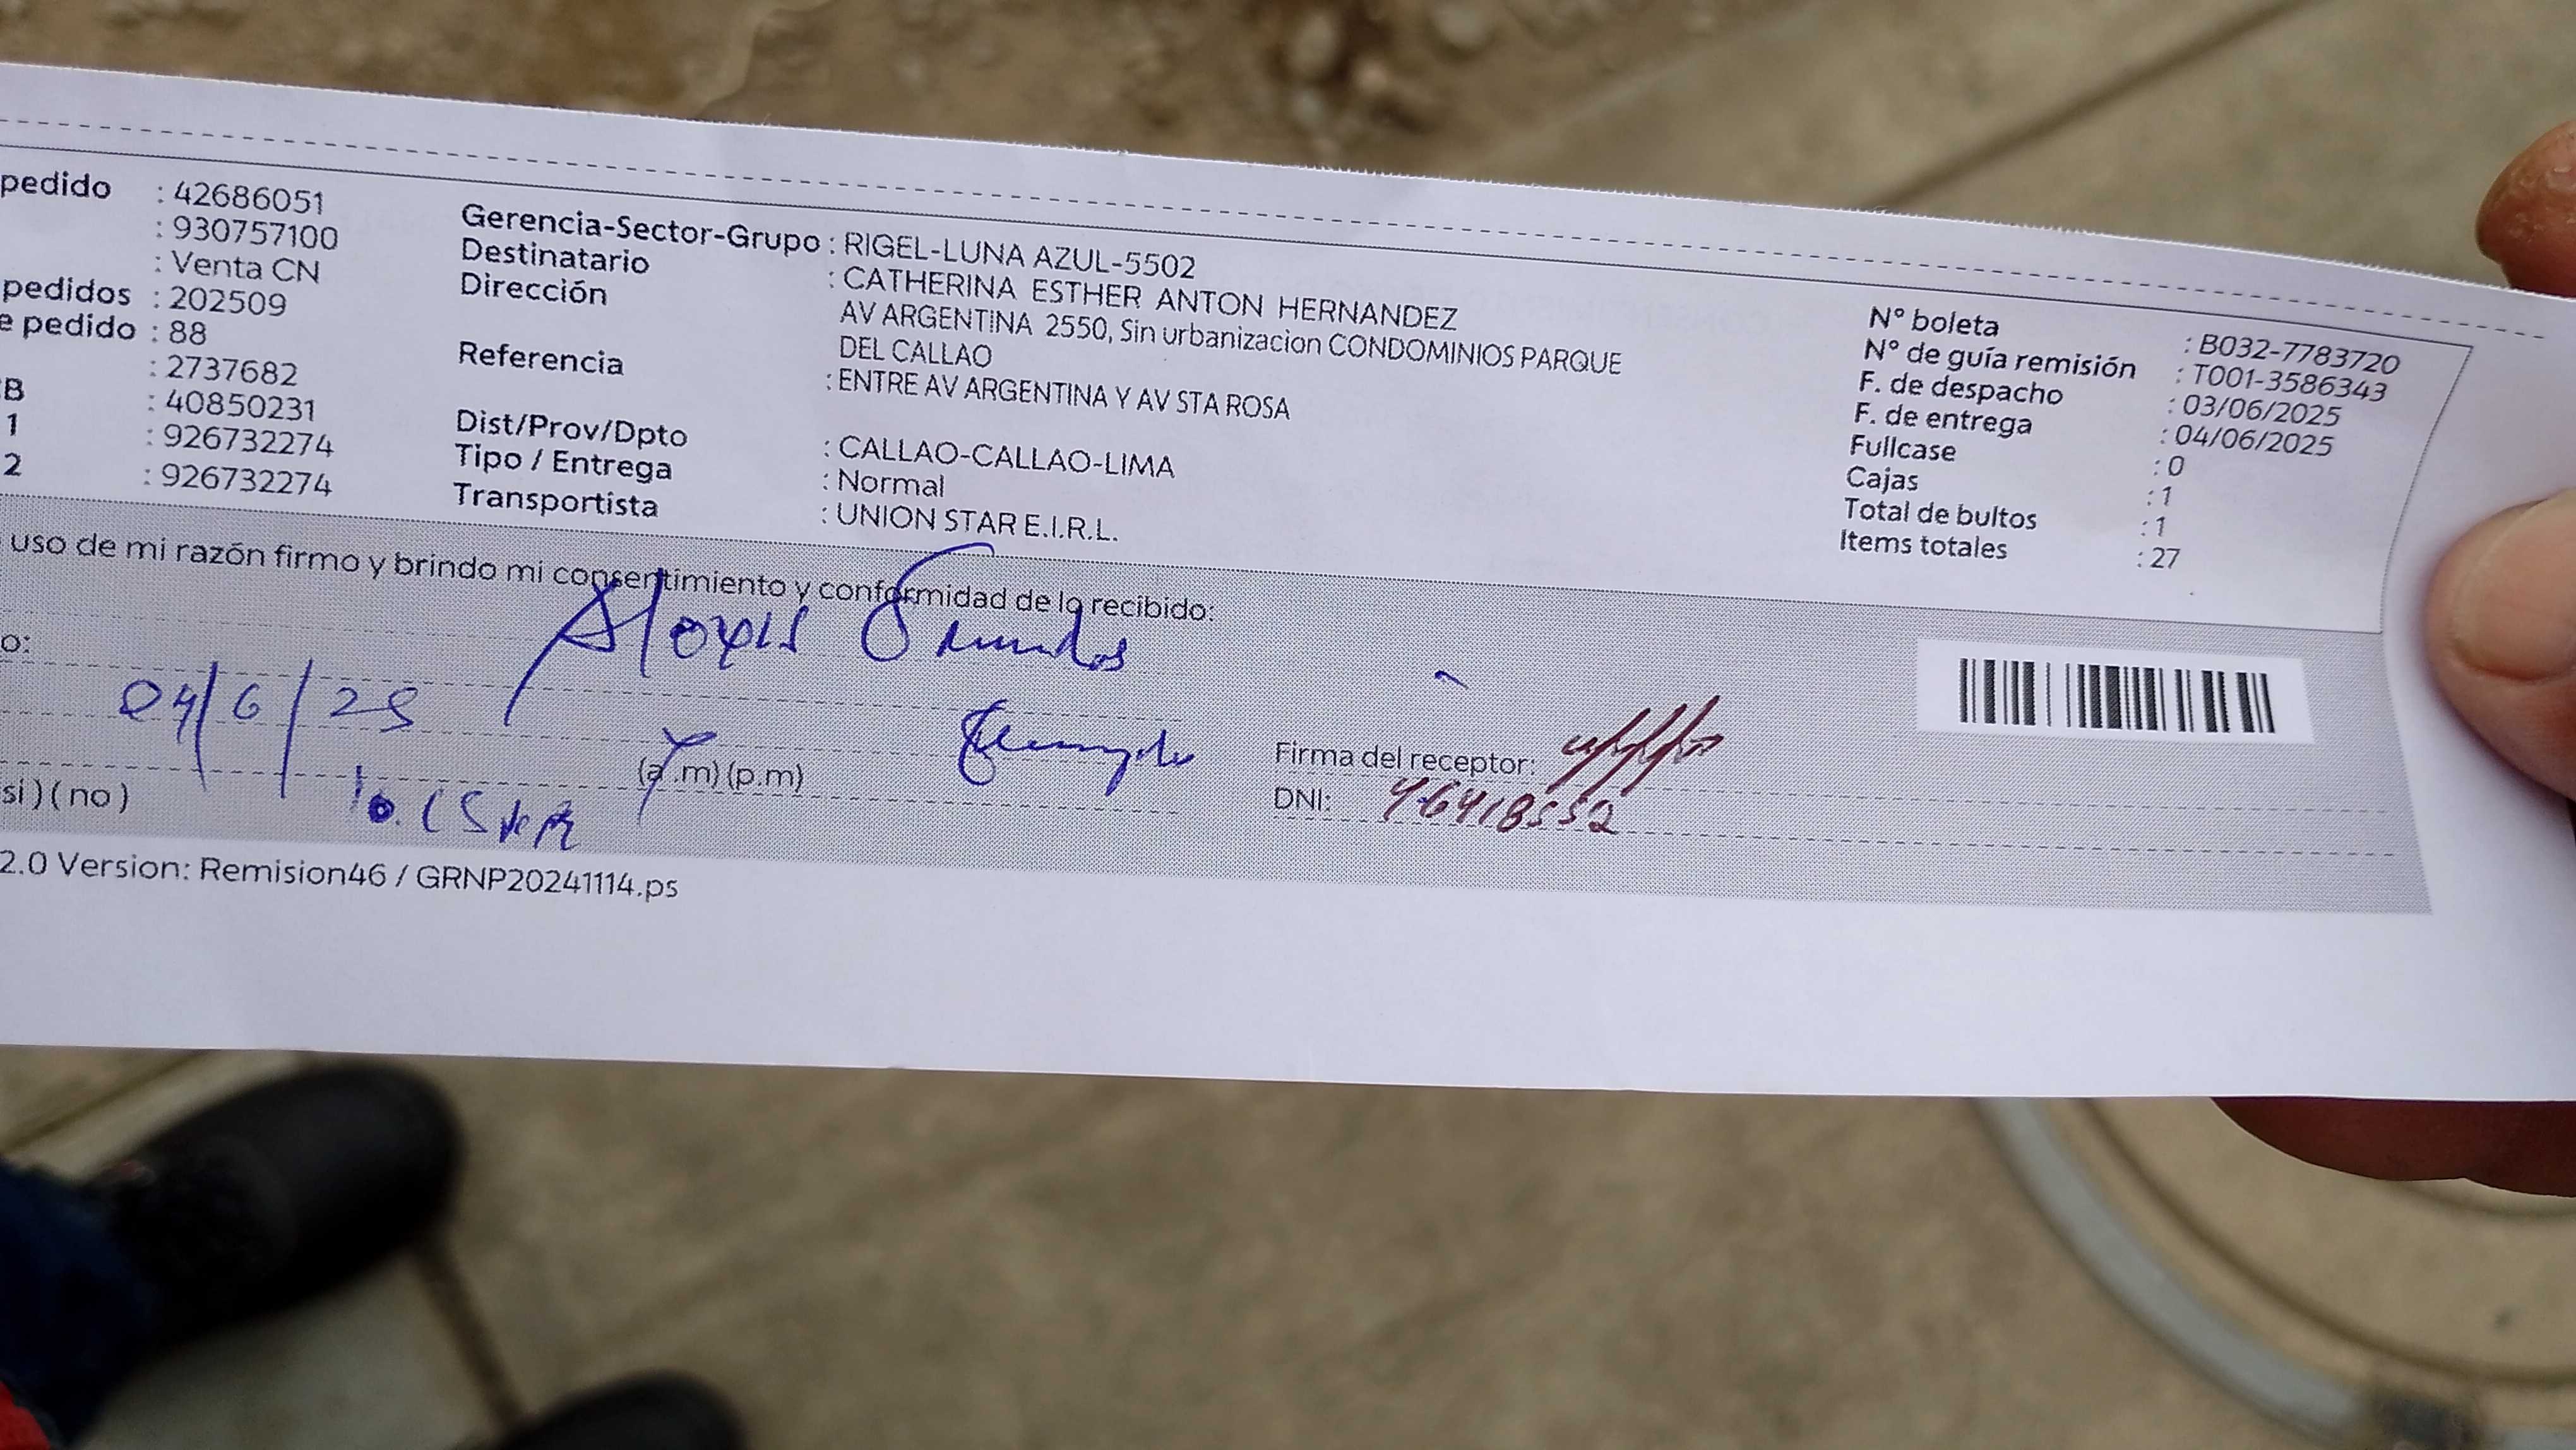 pedido : 42686051
: 930757100
: Venta CN
pedidos : 202509
e pedido : 88
: 2737682
B : 40850231
1 : 926732274
2 : 926732274
Gerencia-Sector-Grupo : RIGEL-LUNA AZUL-5502
Destinatario : CATHERINA ESTHER ANTON HERNANDEZ
Dirección AV ARGENTINA 2550, Sin urbanizacion CONDOMINIOS PARQUE
DEL CALLAO
Referencia : ENTRE AV ARGENTINA Y AV STA ROSA
Dist/Prov/Dpto : CALLAO-CALLAO-LIMA
Tipo / Entrega : Normal
Transportista : UNION STAR E.I.R.L.
N° boleta : B032-7783720
N° de guía remisión : T001-3586343
F. de despacho : 03/06/2025
F. de entrega : 04/06/2025
Fullcase : 0
Cajas : 1
Total de bultos : 1
Items totales : 27
uso de mi razón firmo y brindo mi consentimiento y conformidad de lo recibido:
o: Alexis
04/6/25
(a.m) (p.m)
Firma del receptor:
si ) ( no )
DNI: 46418552
2.0 Version: Remision46 / GRNP20241114.ps